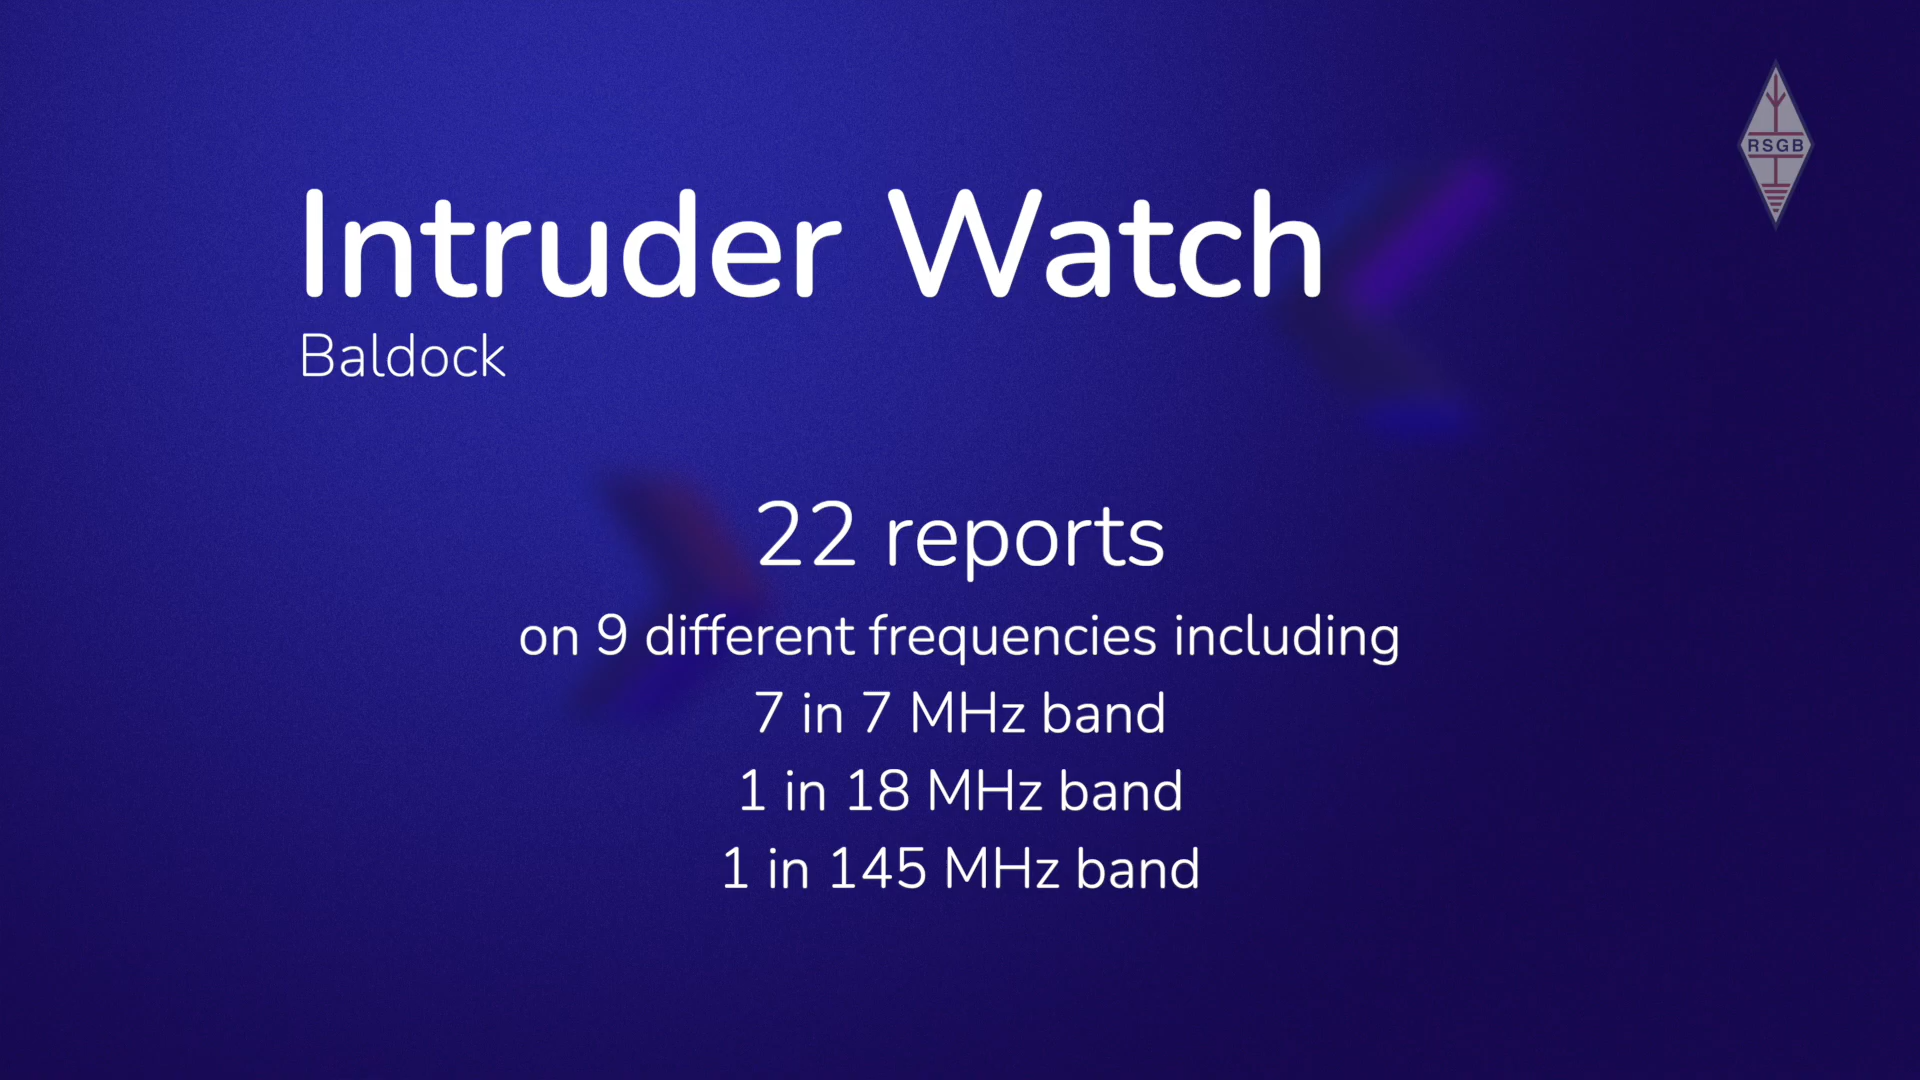 RSGB
Intruder Watch
Baldock
22 reports
on 9 different frequencies including
7 in 7 MHz band
1 in 18 MHz band
1 in 145 MHz band